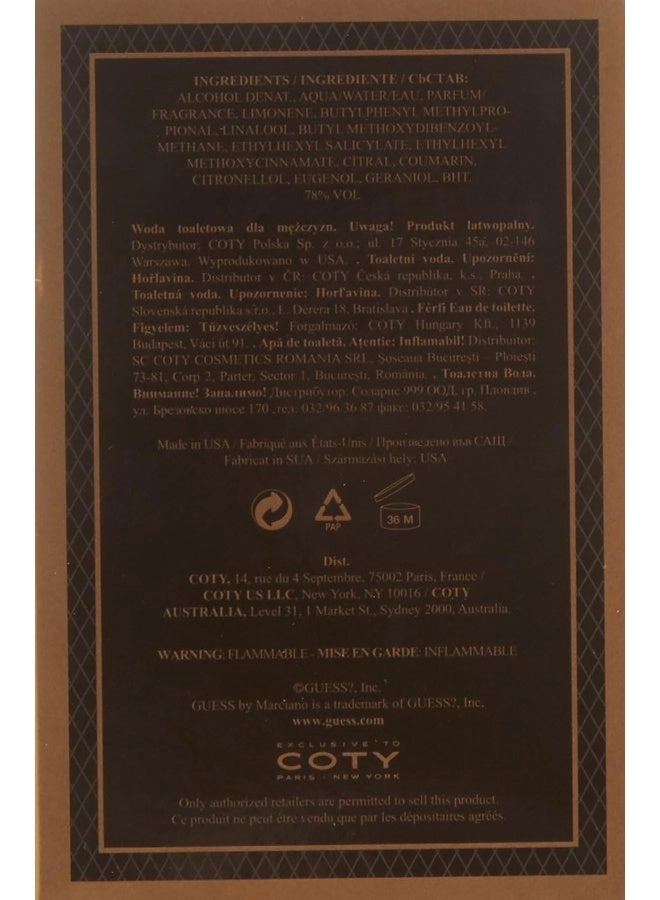 INGREDIENTS / INGREDIENTE / СЬСТАВ:
ALCOHOL DENAT., AQUA/WATER/EAU, PARFUM/
FRAGRANCE, LIMONENE, BUTYLPHENYL METHYLPRO-
PIONAL, LINALOOL, BUTYL METHOXYDIBENZOYL-
METHANE, ETHYLHEXYL SALICYLATE, ETHYLHEXYL
METHOXYCINNAMATE, CITRAL, COUMARIN,
CITRONELLOL, EUGENOL, GERANIOL, BHT.
78% VOL
Woda toaletowa dla mężczyzn. Uwaga! Produkt łatwopalny.
Dystrybutor: COTY Polska Sp. z o.o.; ul. 17 Stycznia 45a, 02-146
Warszawa. Wyprodukowano w USA. . Toaletní voda. Upozornění:
Hořlavina. Distributor v ČR: COTY Česká republika, k.s., Praha. .
Toaletná voda. Upozornenie: Horľavina. Distribútor v SR: COTY
Slovenská republika s.r.o., L. Dérera 18, Bratislava . Férfi Eau de toilette.
Figyelem: Tűzveszélyes! Forgalmazó: COTY Hungary Kft., 1139
Budapest, Váci út 91. . Apă de toaletă. Atentie: Inflamabil! Distribuitor:
SC COTY COSMETICS ROMANIA SRL, Șoseaua București – Ploiești
73-81, Corp 2, Parter, Sector 1, București, România. . Тоалетна Вода.
Внимание! Запалимо! Дистрибутор: Соларис 999 ООД, гр. Пловдив ,
ул. Брезовско шосе 170 ,тел: 032/96 36 87 факс: 032/95 41 58.
Made in USA / Fabriqué aux États-Unis / Произведено във САЩ /
Fabricat in SUA / Származási hely: USA
PAP
36 M
Dist.
COTY, 14, rue du 4 Septembre, 75002 Paris, France /
COTY US LLC, New York, NY 10016 / COTY
AUSTRALIA, Level 31, 1 Market St., Sydney 2000, Australia.
WARNING: FLAMMABLE - MISE EN GARDE: INFLAMMABLE
©GUESS?, Inc.
GUESS by Marciano is a trademark of GUESS?, Inc.
www.guess.com
EXCLUSIVE TO
COTY
PARIS · NEW YORK
Only authorized retailers are permitted to sell this product.
Ce produit ne peut être vendu que par les dépositaires agréés.